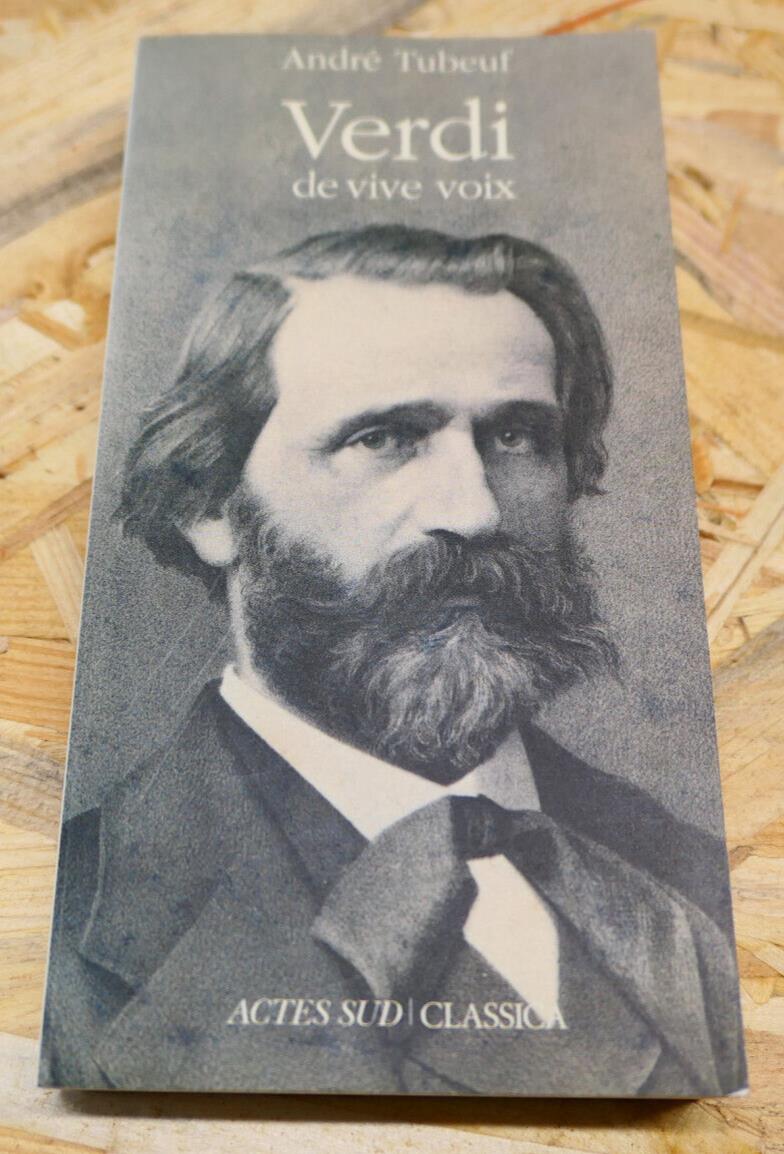 André Tubeuf
Verdi
de vive voix
ACTES SUD | CLASSICA